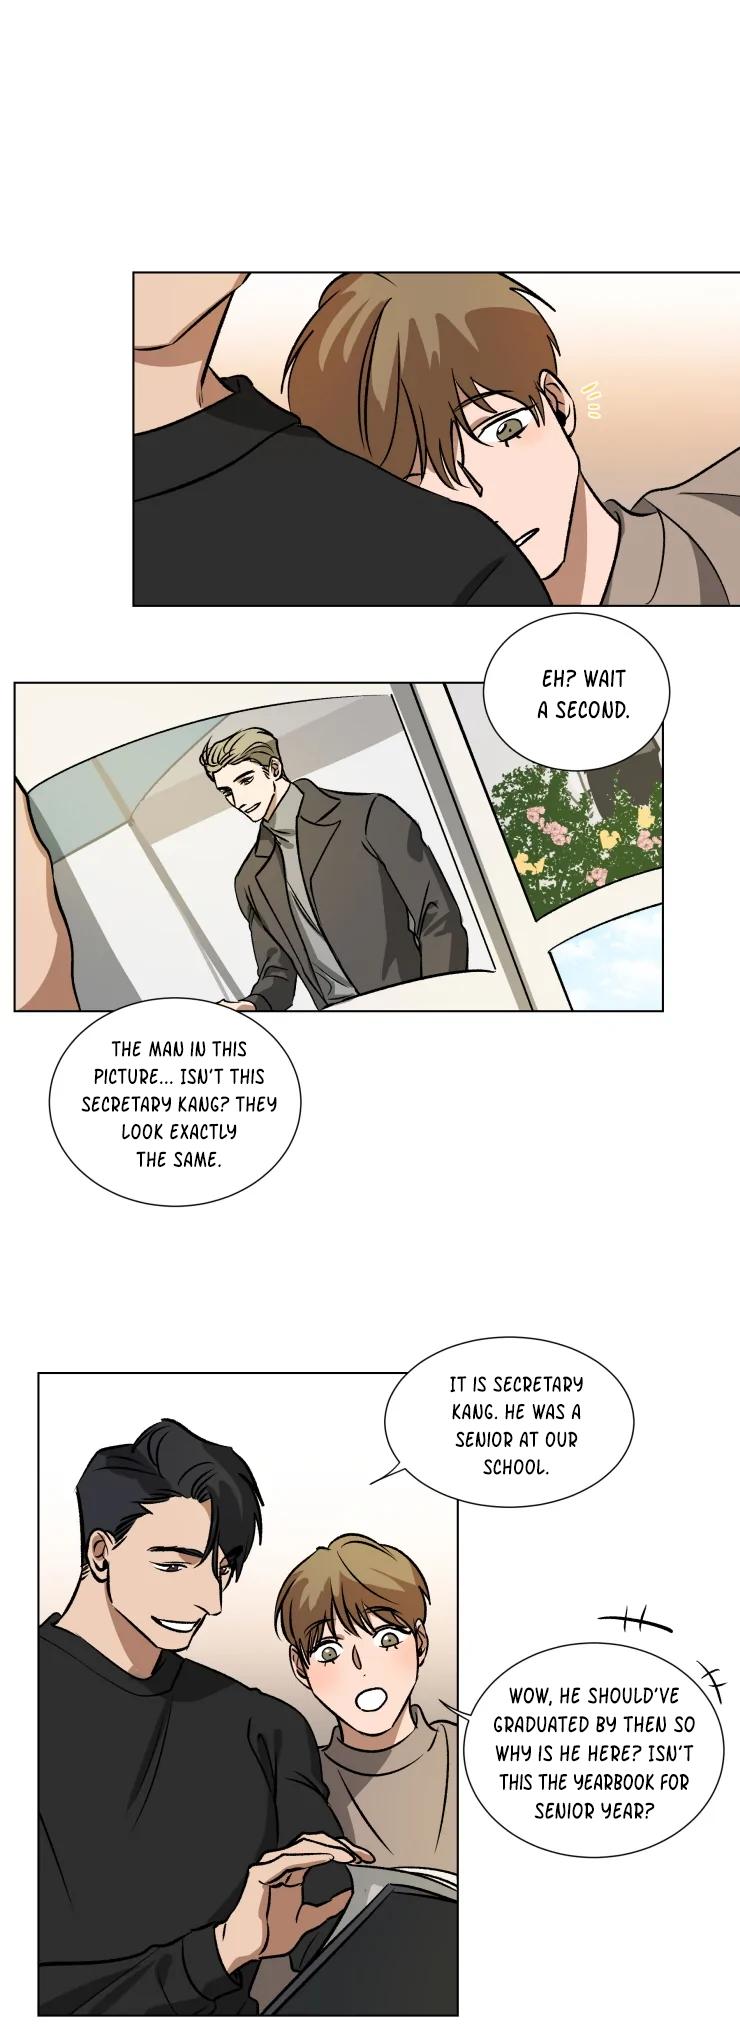 EH? WAIT
A SECOND.
THE MAN IN THIS
PICTURE... ISN'T THIS
SECRETARY KANG? THEY
LOOK EXACTLY
THE SAME.
IT IS SECRETARY
KANG. HE WAS A
SENIOR AT OUR
SCHOOL.
WOW, HE SHOULD'VE
GRADUATED BY THEN SO
WHY IS HE HERE? ISN'T
THIS THE YEARBOOK FOR
SENIOR YEAR?